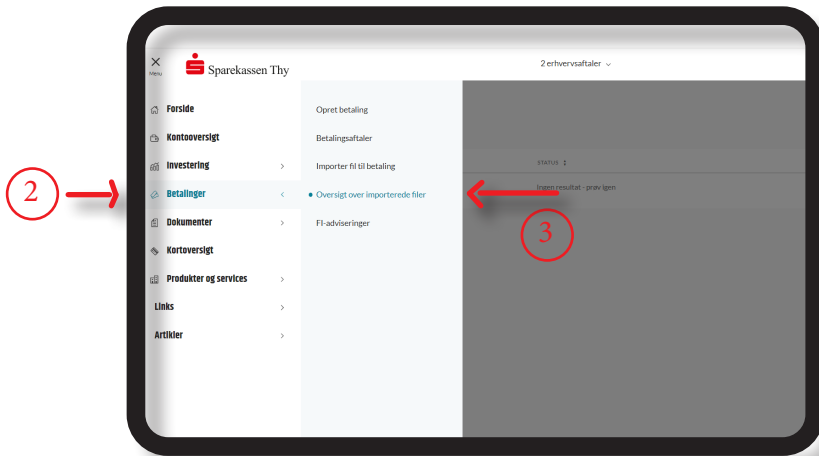 Menu
Sparekassen Thy
2 erhvervsaftaler
Forside
Kontooversigt
Investering
Betalinger
Dokumenter
Kortoversigt
Produkter og services
Links
Artikler
Opret betaling
Betalingsaftaler
Importer fil til betaling
Oversigt over importerede filer
FI-adviseringer
STATUS
Ingen resultat - prøv igen
2
3